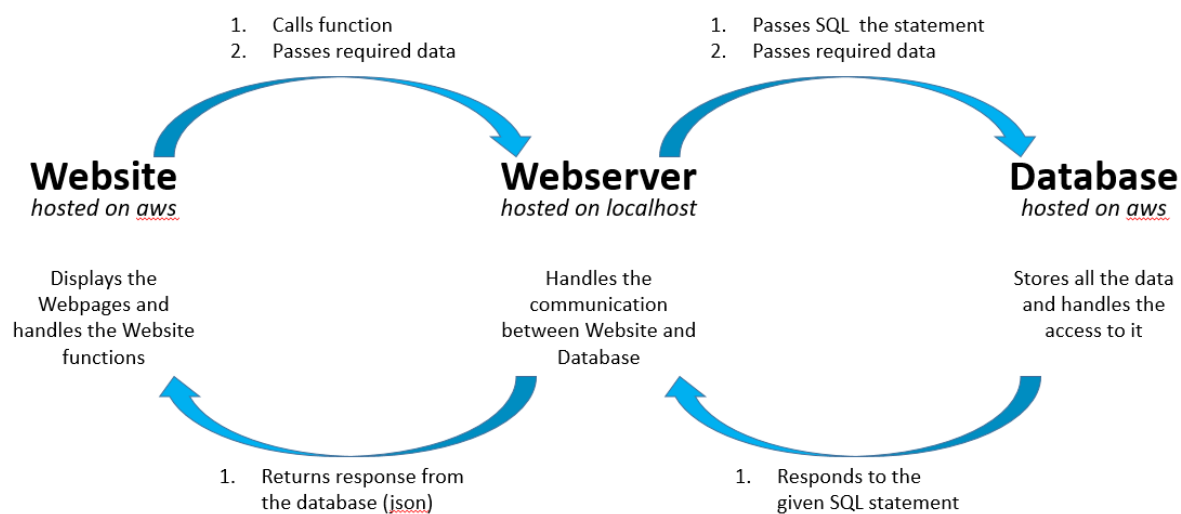 1. Calls function
2. Passes required data
1. Passes SQL the statement
2. Passes required data
Website
hosted on aws
Webserver
hosted on localhost
Database
hosted on aws
Displays the
Webpages and
handles the Website
functions
Handles the
communication
between Website and
Database
Stores all the data
and handles the
access to it
1. Returns response from
the database (json)
1. Responds to the
given SQL statement